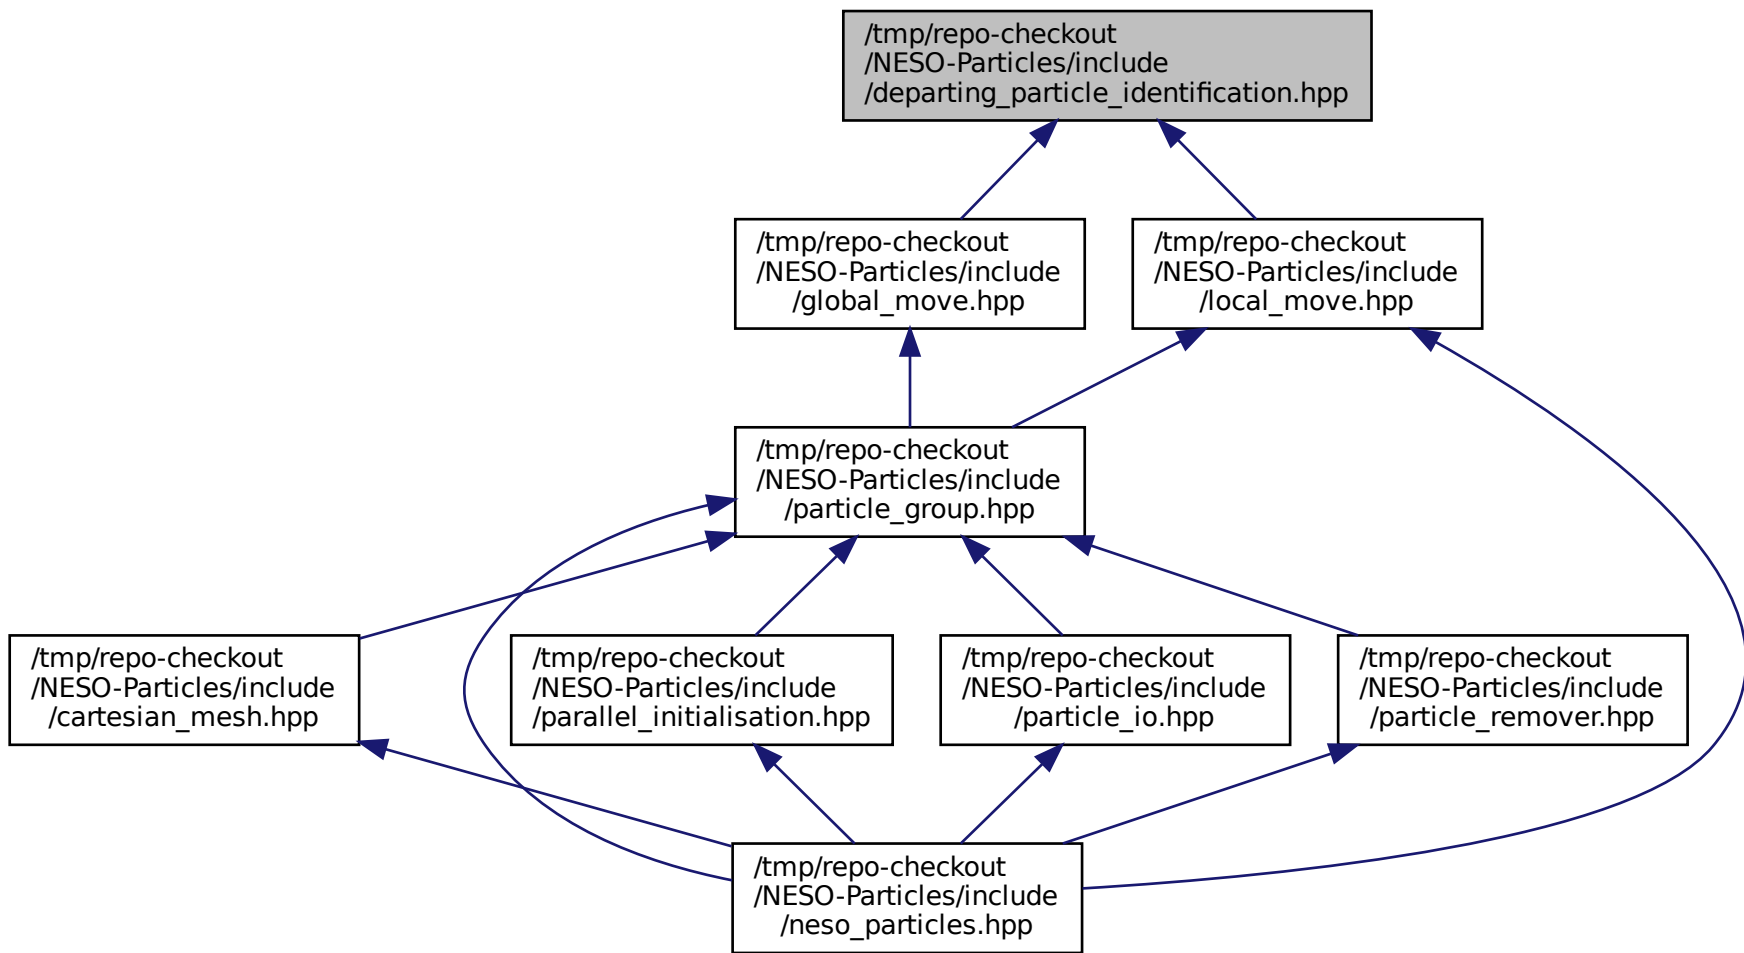 /tmp/repo-checkout
/NESO-Particles/include
/departing_particle_identification.hpp
/tmp/repo-checkout
/NESO-Particles/include
/global_move.hpp
/tmp/repo-checkout
/NESO-Particles/include
/local_move.hpp
/tmp/repo-checkout
/NESO-Particles/include
/particle_group.hpp
/tmp/repo-checkout
/NESO-Particles/include
/cartesian_mesh.hpp
/tmp/repo-checkout
/NESO-Particles/include
/parallel_initialisation.hpp
/tmp/repo-checkout
/NESO-Particles/include
/particle_io.hpp
/tmp/repo-checkout
/NESO-Particles/include
/particle_remover.hpp
/tmp/repo-checkout
/NESO-Particles/include
/neso_particles.hpp